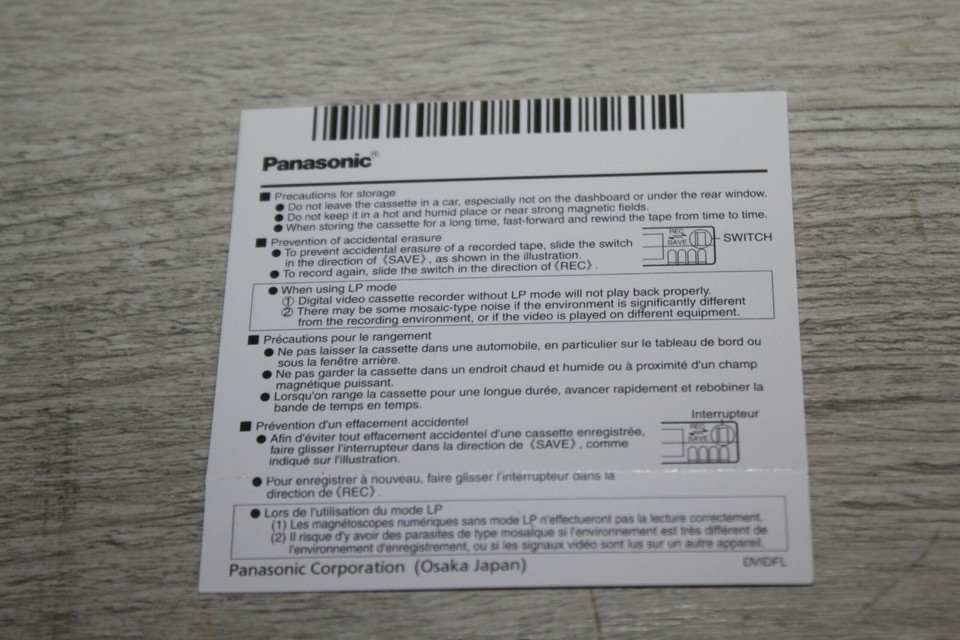 Panasonic®
■ Precautions for storage
● Do not leave the cassette in a car, especially not on the dashboard or under the rear window.
● Do not keep it in a hot and humid place or near strong magnetic fields.
● When storing the cassette for a long time, fast-forward and rewind the tape from time to time.
■ Prevention of accidental erasure
● To prevent accidental erasure of a recorded tape, slide the switch
in the direction of 《SAVE》, as shown in the illustration.
● To record again, slide the switch in the direction of 《REC》.
REC
SAVE
SWITCH
● When using LP mode
① Digital video cassette recorder without LP mode will not play back properly.
② There may be some mosaic-type noise if the environment is significantly different
from the recording environment, or if the video is played on different equipment.
■ Précautions pour le rangement
● Ne pas laisser la cassette dans une automobile, en particulier sur le tableau de bord ou
sous la fenêtre arrière.
● Ne pas garder la cassette dans un endroit chaud et humide ou à proximité d'un champ
magnétique puissant.
● Lorsqu'on range la cassette pour une longue durée, avancer rapidement et rebobiner la
bande de temps en temps.
■ Prévention d'un effacement accidentel
● Afin d'éviter tout effacement accidentel d'une cassette enregistrée,
faire glisser l'interrupteur dans la direction de 《SAVE》, comme
indiqué sur l'illustration.
Interrupteur
REC
SAVE
● Pour enregistrer à nouveau, faire glisser l'interrupteur dans la
direction de 《REC》.
● Lors de l'utilisation du mode LP
(1) Les magnétoscopes numériques sans mode LP n'effectueront pas la lecture correctement.
(2) Il risque d'y avoir des parasites de type mosaïque si l'environnement est très différent de
l'environnement d'enregistrement, ou si les signaux vidéo sont lus sur un autre appareil.
Panasonic Corporation (Osaka Japan)